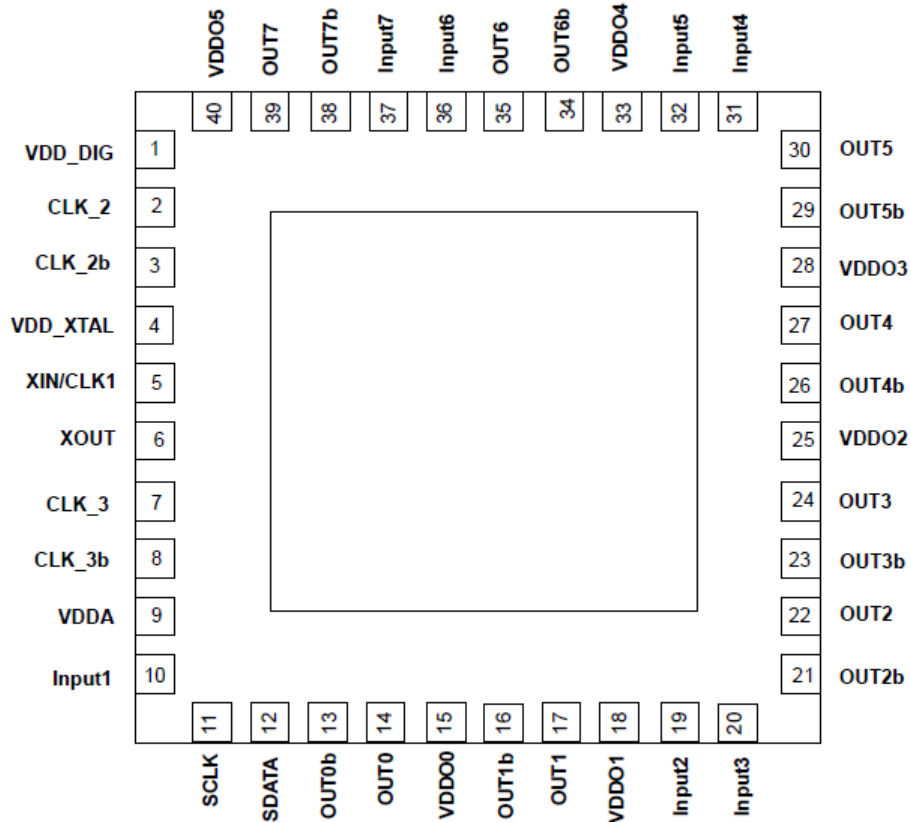 VDDO5 OUT7 OUT7b Input7 Input6 OUT6 OUT6b VDDO4 Input5 Input4
40 39 38 37 36 35 34 33 32 31
VDD_DIG 1 30 OUT5
CLK_2 2 29 OUT5b
CLK_2b 3 28 VDDO3
VDD_XTAL 4 27 OUT4
XIN/CLK1 5 26 OUT4b
XOUT 6 25 VDDO2
CLK_3 7 24 OUT3
CLK_3b 8 23 OUT3b
VDDA 9 22 OUT2
Input1 10 21 OUT2b
11 12 13 14 15 16 17 18 19 20
SCLK SDATA OUT0b OUT0 VDDO0 OUT1b OUT1 VDDO1 Input2 Input3